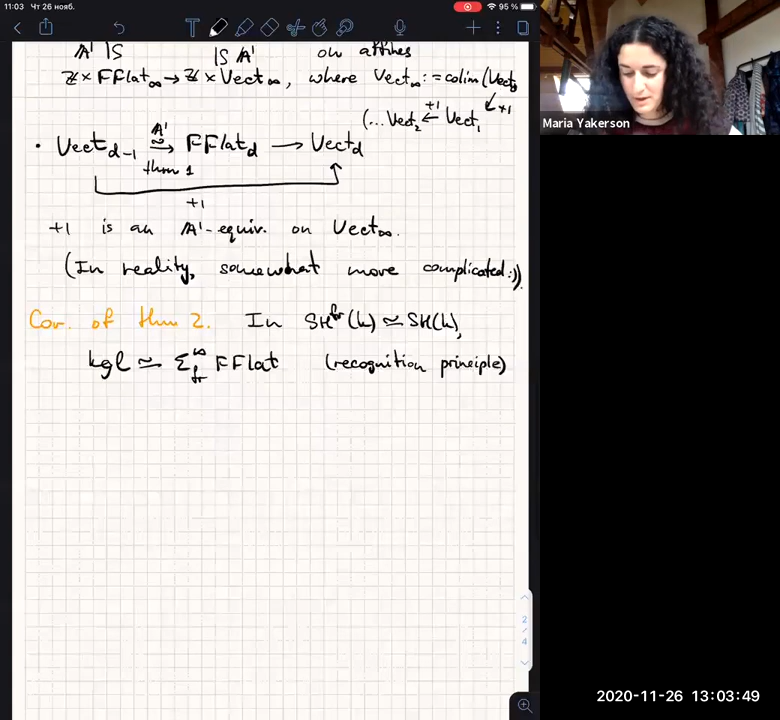 11:03 Чт 26 нояб.
95 %
𝔸¹ IS IS 𝔸¹ on affines
ℤ × FFlat∞ → ℤ × Vect∞, where Vect∞ := colim (Vect₀
↙ +1
(... Vect₂ ←+1 Vect₁
Maria Yakerson
• Vect_{d-1} →^{𝔸¹ ≃} FFlat_d → Vect_d
thm 1
+1
+1 is an 𝔸¹-equiv. on Vect∞.
(In reality, somewhat more complicated :)).
Cor. of thm 2. In SH^{fr}(k) ≃ SH(k),
kgl ≃ Σ^∞_{fr} FFlat (recognition principle)
2
/
4
2020-11-26 13:03:49